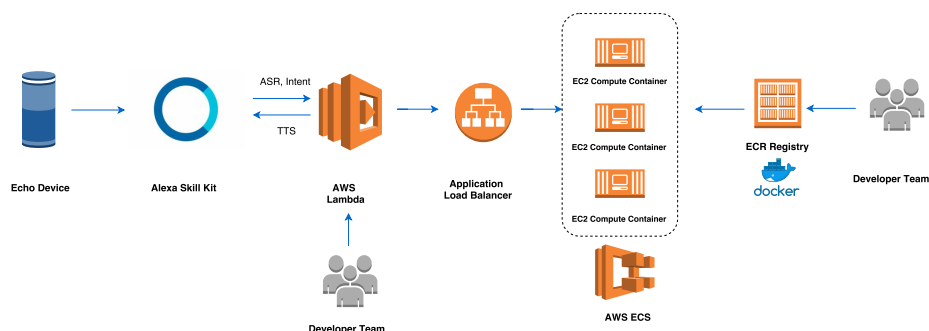 ASR, Intent
TTS
Echo Device
Alexa Skill Kit
AWS
Lambda
Application
Load Balancer
EC2 Compute Container
EC2 Compute Container
EC2 Compute Container
AWS ECS
ECR Registry
docker
Developer Team
Developer Team